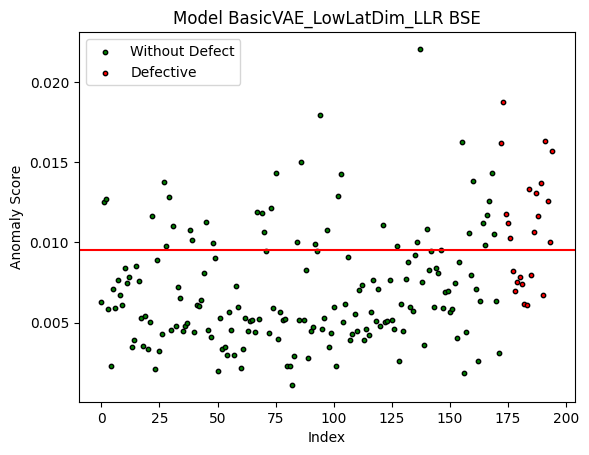 Model BasicVAE_LowLatDim_LLR BSE
Without Defect
Defective
0.020
0.015
0.010
0.005
Anomaly Score
0 25 50 75 100 125 150 175 200
Index